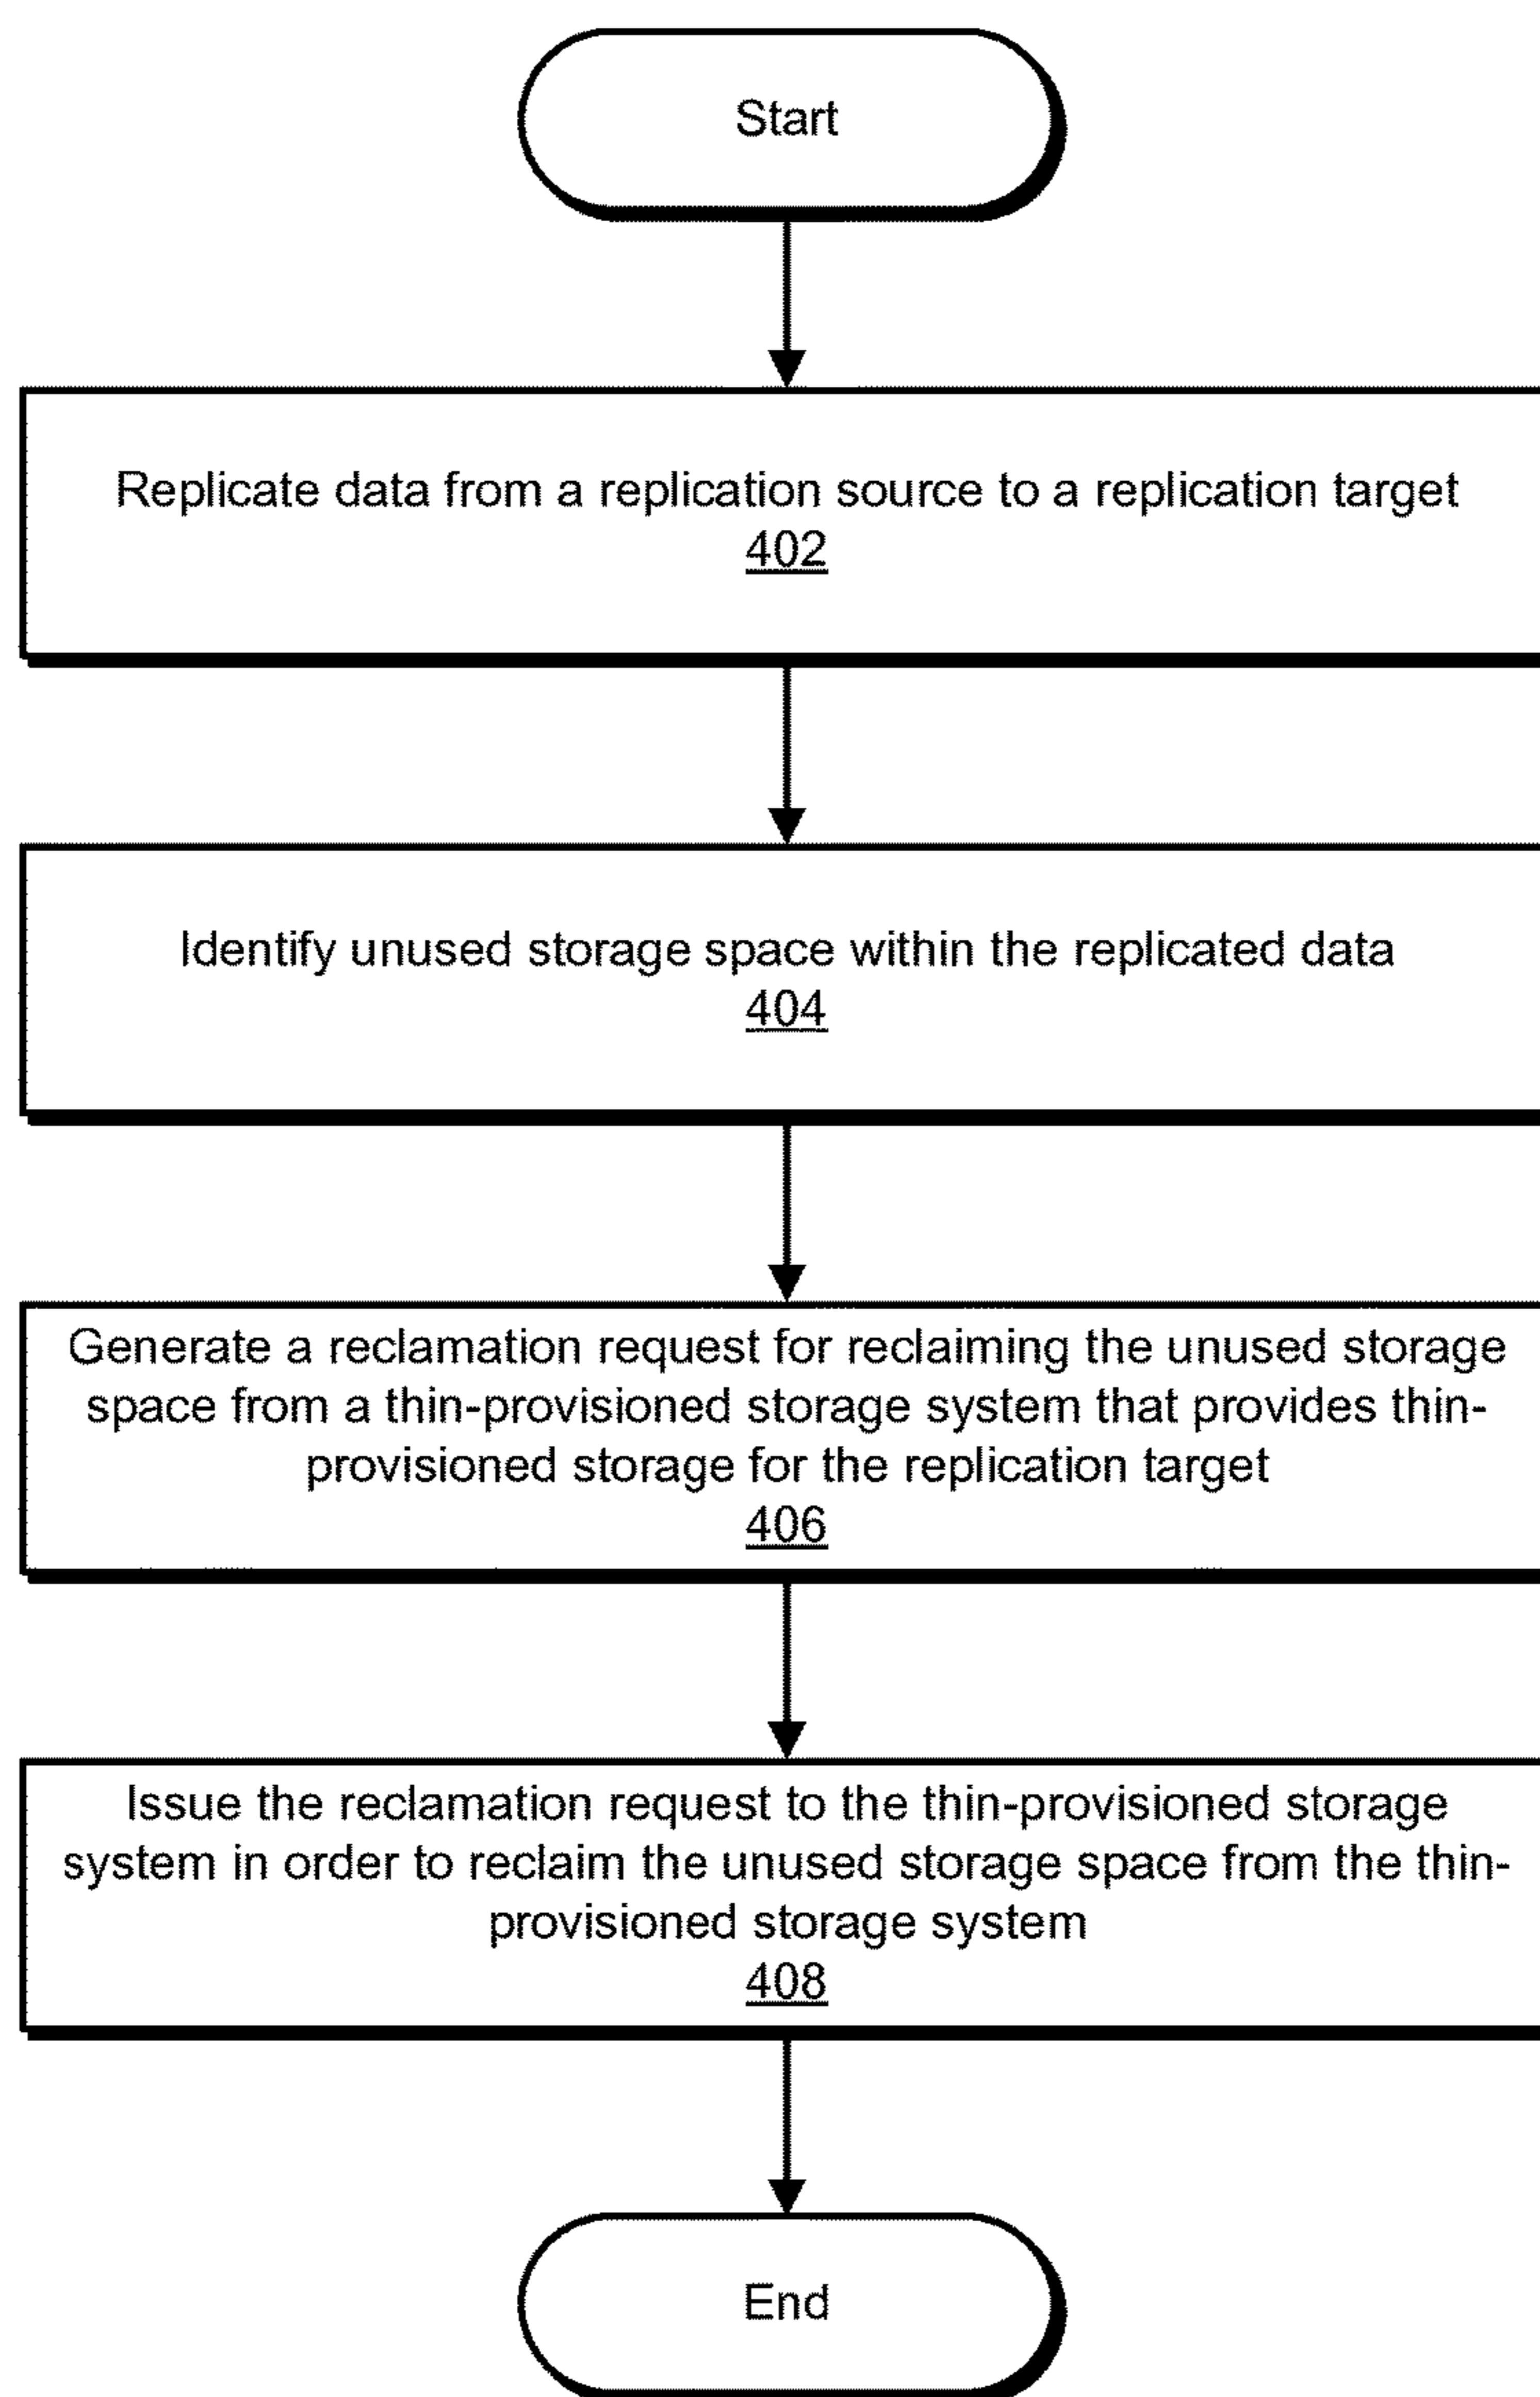 Start
Replicate data from a replication source to a replication target
402
Identify unused storage space within the replicated data
404
Generate a reclamation request for reclaiming the unused storage
space from a thin-provisioned storage system that provides thin-
provisioned storage for the replication target
406
Issue the reclamation request to the thin-provisioned storage
system in order to reclaim the unused storage space from the thin-
provisioned storage system
408
End